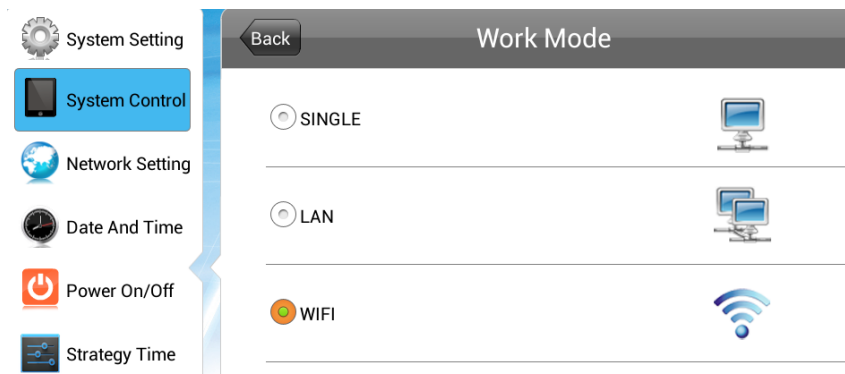 System Setting
System Control
Network Setting
Date And Time
Power On/Off
Strategy Time
Back
Work Mode
SINGLE
LAN
WIFI